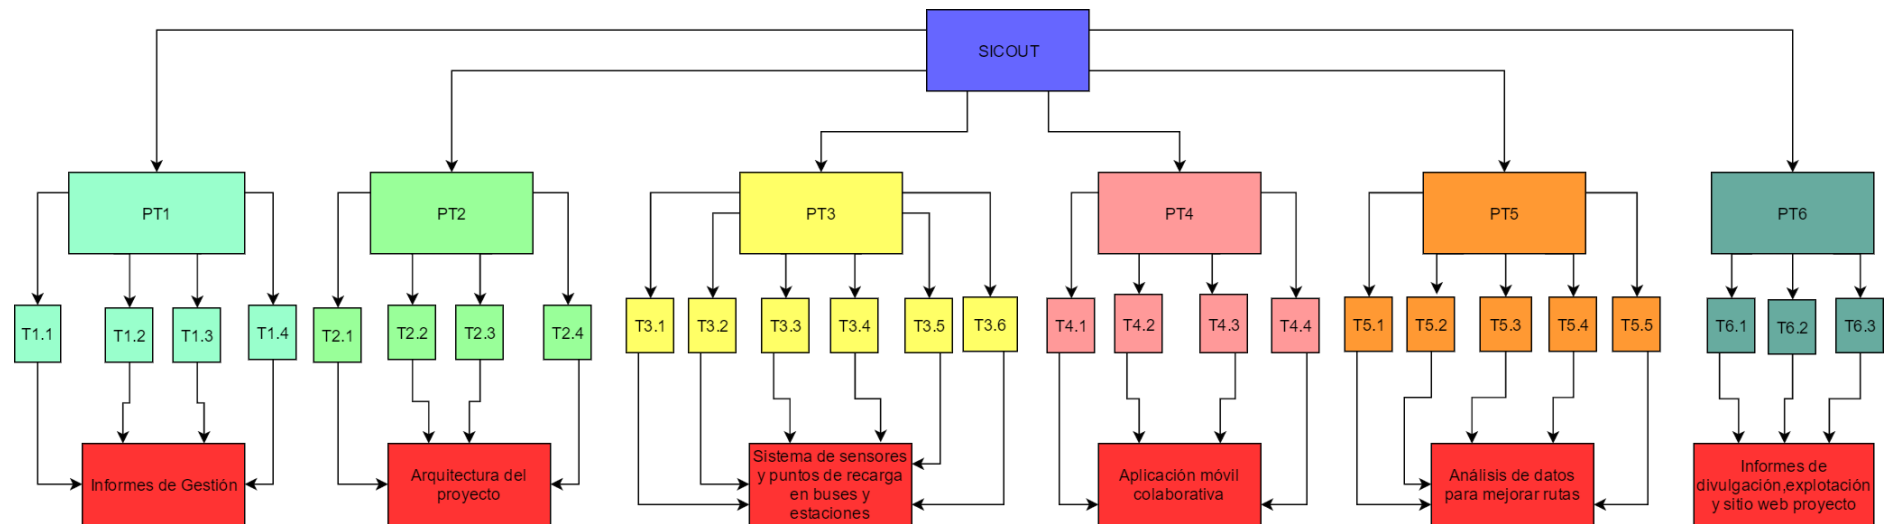 SICOUT
PT1
PT2
PT3
PT4
PT5
PT6
T1.1
T1.2
T1.3
T1.4
T2.1
T2.2
T2.3
T2.4
T3.1
T3.2
T3.3
T3.4
T3.5
T3.6
T4.1
T4.2
T4.3
T4.4
T5.1
T5.2
T5.3
T5.4
T5.5
T6.1
T6.2
T6.3
Informes de Gestión
Arquitectura del
proyecto
Sistema de sensores
y puntos de recarga
en buses y
estaciones
Aplicación móvil
colaborativa
Análisis de datos
para mejorar rutas
Informes de
divulgación,explotación
y sitio web proyecto